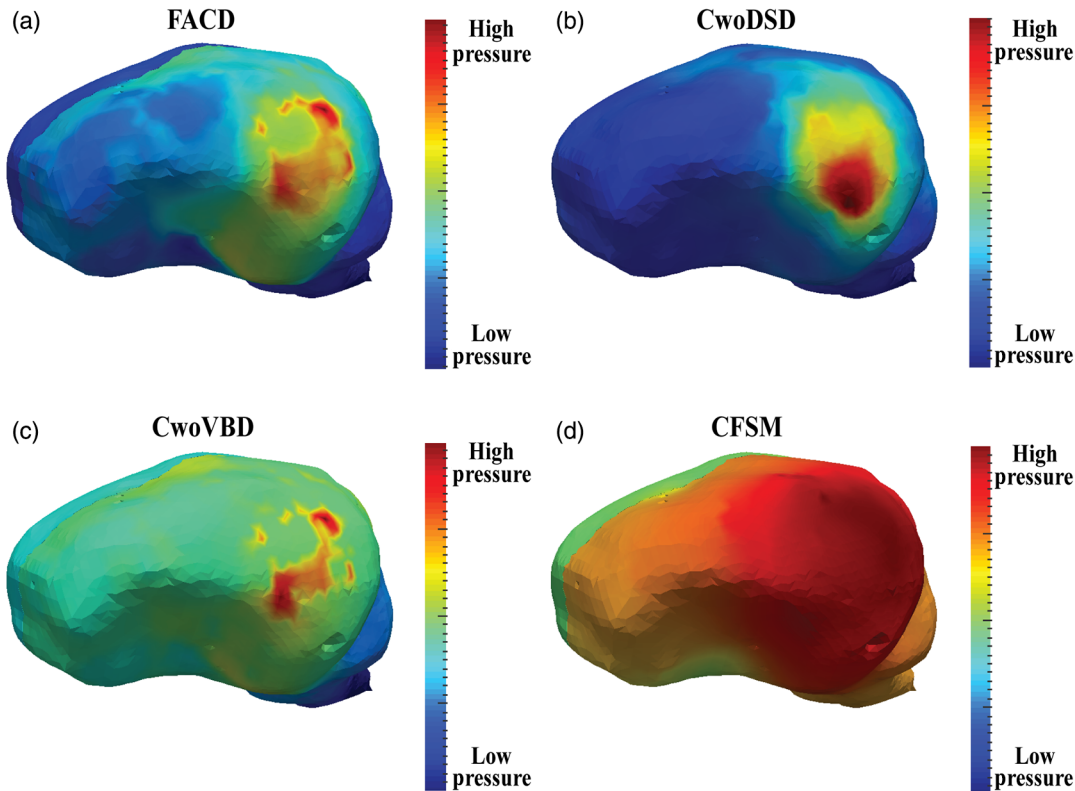 (a)
FACD
High
pressure
Low
pressure
(b)
CwoDSD
High
pressure
Low
pressure
(c)
CwoVBD
High
pressure
Low
pressure
(d)
CFSM
High
pressure
Low
pressure